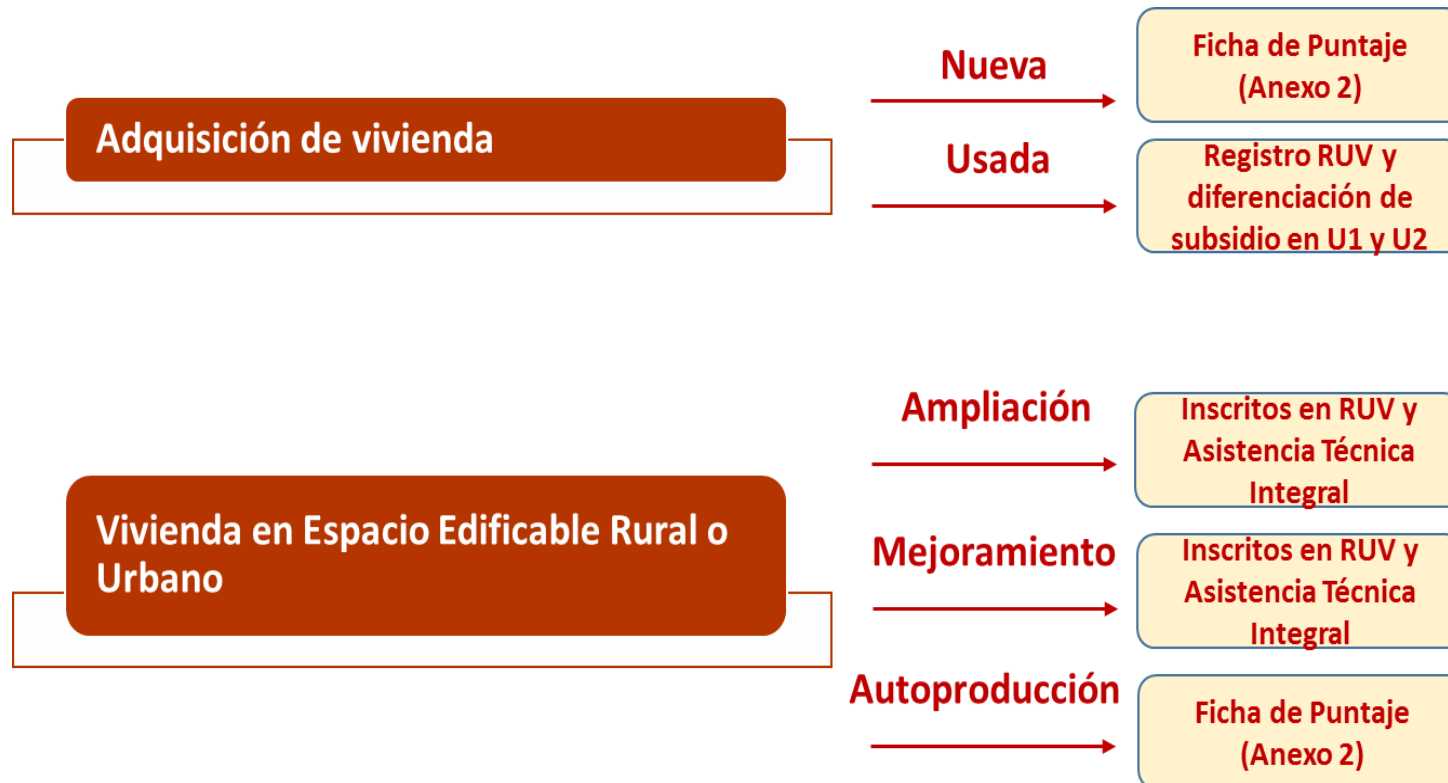 Adquisición de vivienda
Nueva
Ficha de Puntaje
(Anexo 2)
Usada
Registro RUV y
diferenciación de
subsidio en U1 y U2
Vivienda en Espacio Edificable Rural o
Urbano
Ampliación
Inscritos en RUV y
Asistencia Técnica
Integral
Mejoramiento
Inscritos en RUV y
Asistencia Técnica
Integral
Autoproducción
Ficha de Puntaje
(Anexo 2)